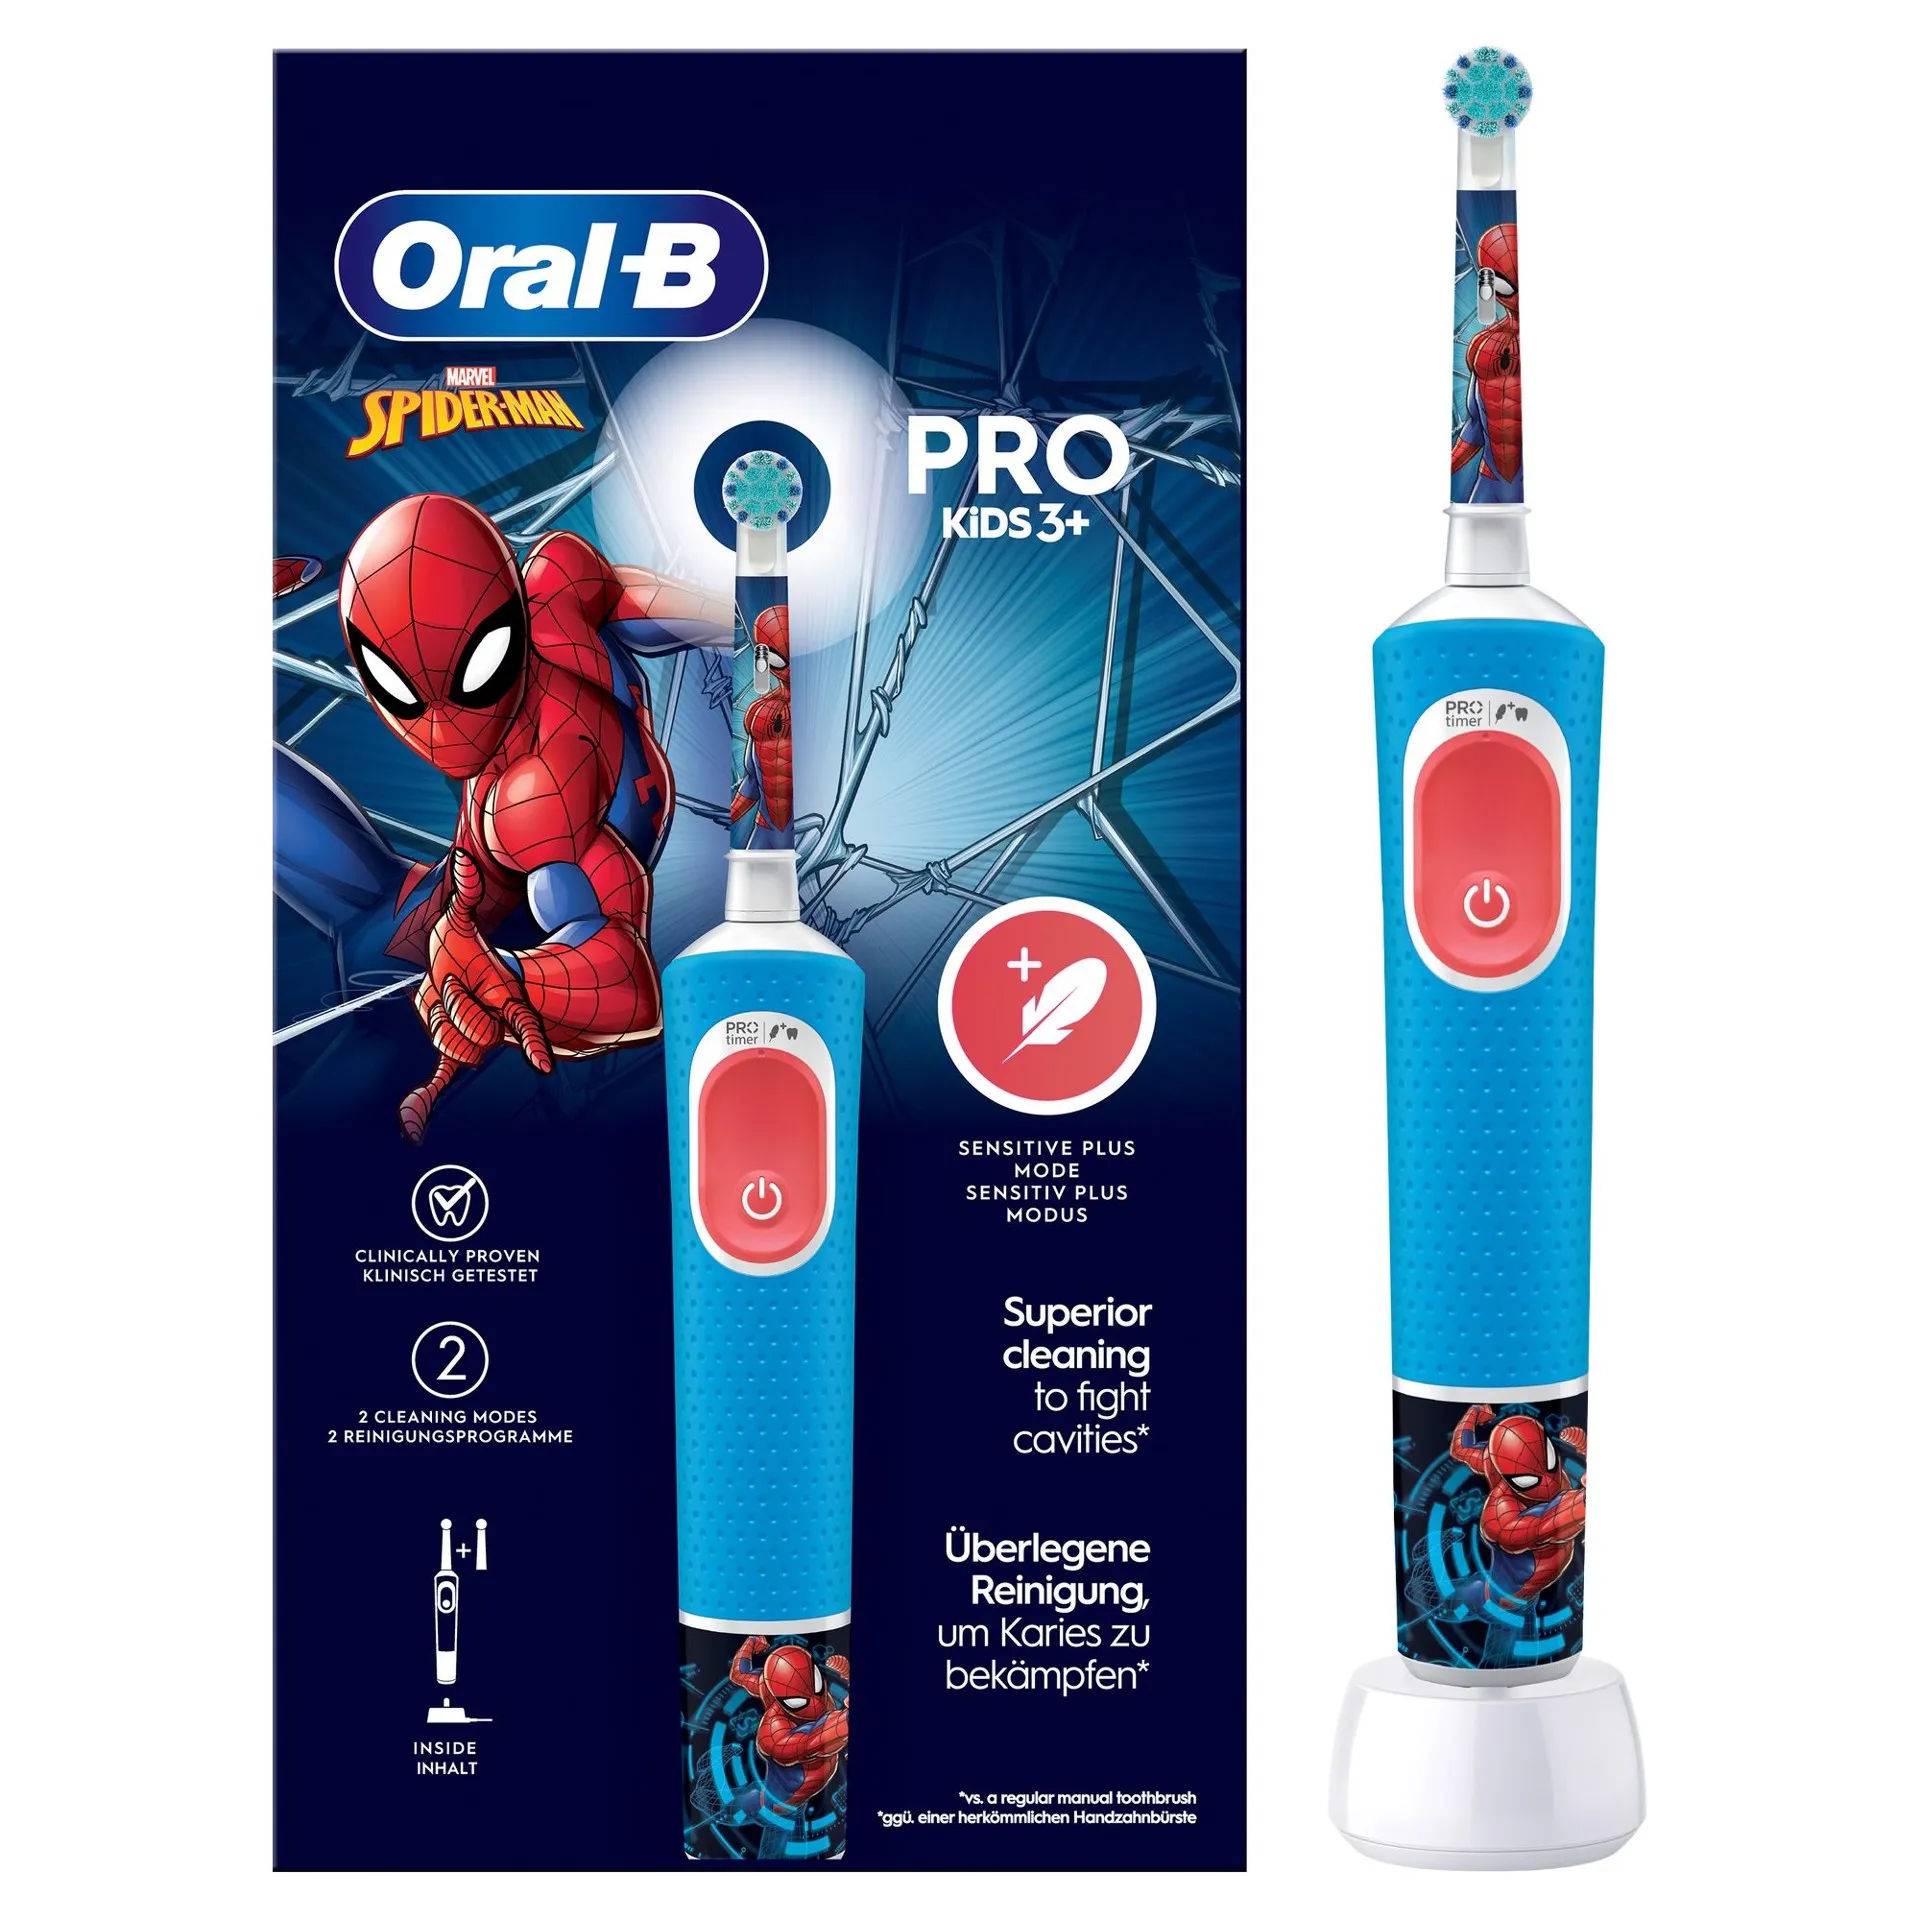 Oral-B
MARVEL
SPIDER-MAN
PRO
KiDS 3+
PRO
timer
SENSITIVE PLUS
MODE
SENSITIV PLUS
MODUS
CLINICALLY PROVEN
KLINISCH GETESTET
2
2 CLEANING MODES
2 REINIGUNGSPROGRAMME
+
INSIDE
INHALT
Superior
cleaning
to fight
cavities*
Überlegene
Reinigung,
um Karies zu
bekämpfen*
*vs. a regular manual toothbrush
*ggü. einer herkömmlichen Handzahnbürste
PRO
timer